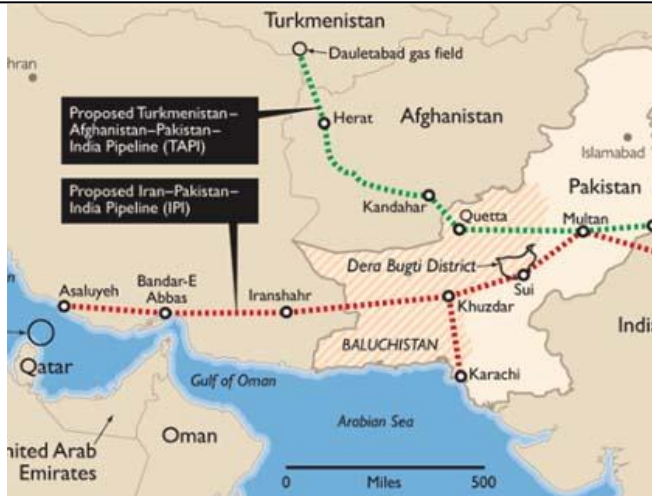 Turkmenistan
Dauletabad gas field
hran
Proposed Turkmenistan–
Afghanistan–Pakistan–
India Pipeline (TAPI)
Herat
Afghanistan
Islamabad
Proposed Iran–Pakistan–
India Pipeline (IPI)
Pakistan
Kandahar
Quetta
Multan
Dera Bugti District
Sui
Asaluyeh
Bandar-E
Abbas
Iranshahr
Khuzdar
India
BALUCHISTAN
Qatar
Gulf of Oman
Karachi
Arabian Sea
nited Arab
Emirates
Oman
0
Miles
500